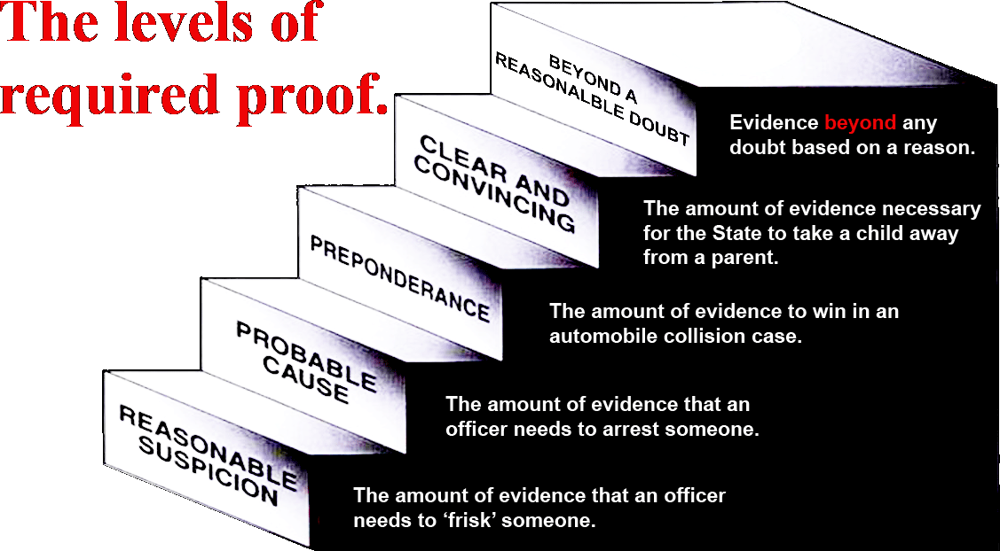 The levels of
required proof.
BEYOND A
REASONALBLE DOUBT
Evidence beyond any
doubt based on a reason.
CLEAR AND
CONVINCING
The amount of evidence necessary
for the State to take a child away
from a parent.
PREPONDERANCE
The amount of evidence to win in an
automobile collision case.
PROBABLE
CAUSE
The amount of evidence that an
officer needs to arrest someone.
REASONABLE
SUSPICION
The amount of evidence that an officer
needs to ‘frisk’ someone.